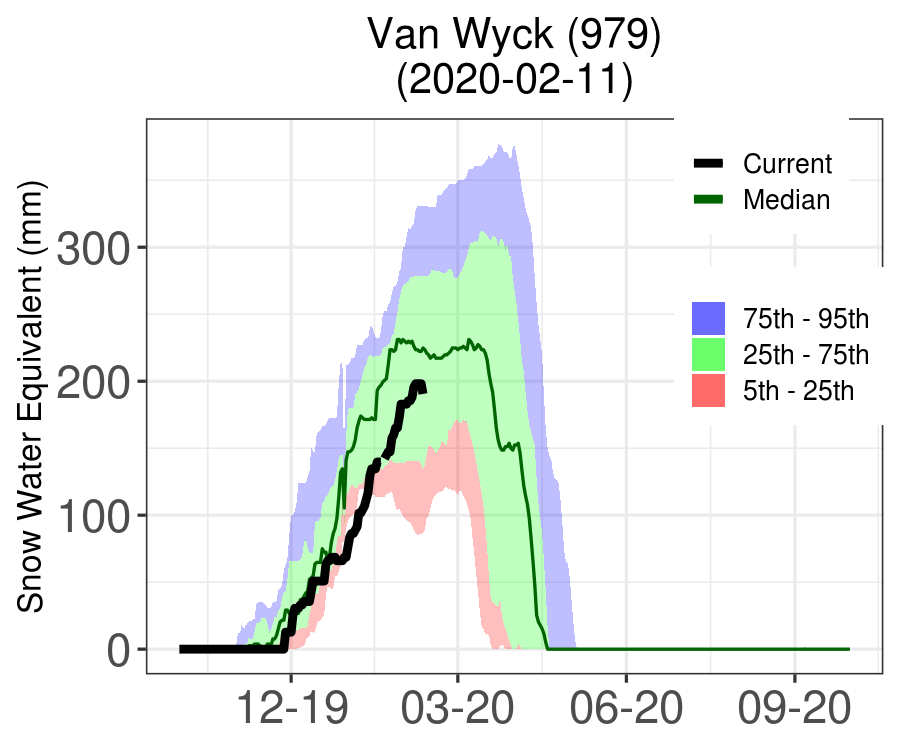 Van Wyck (979)
(2020-02-11)
Current
Median
75th - 95th
25th - 75th
5th - 25th
Snow Water Equivalent (mm)
300
200
100
0
12-19
03-20
06-20
09-20